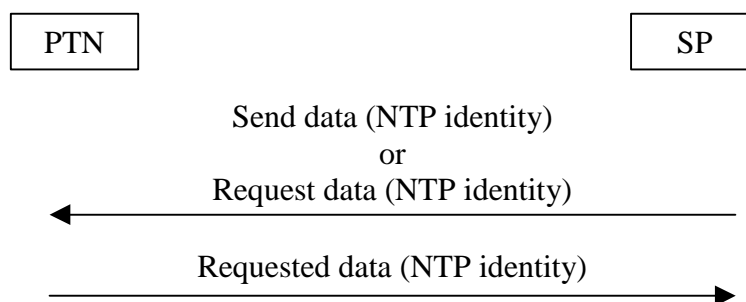 PTN
SP
Send data (NTP identity)
or
Request data (NTP identity)
Requested data (NTP identity)